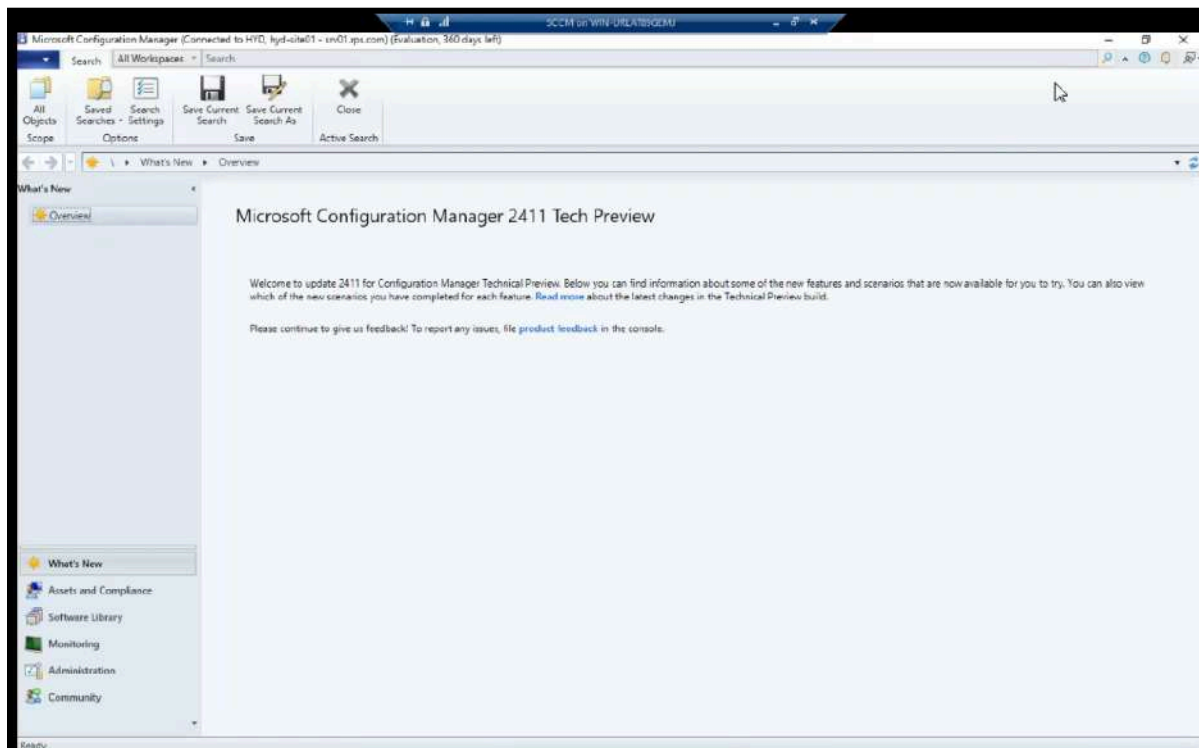 Microsoft Configuration Manager (Connected to HYD, hyd-site01 - srv01.xps.com) (Evaluation, 360 days left)
Search All Workspaces Search
All Objects
Saved Searches
Search Settings
Save Current Search
Save Current Search As
Close
Scope Options Save Active Search
\ What's New Overview
What's New
Overview
Microsoft Configuration Manager 2411 Tech Preview
Welcome to update 2411 for Configuration Manager Technical Preview. Below you can find information about some of the new features and scenarios that are now available for you to try. You can also view
which of the new scenarios you have completed for each feature. Read more about the latest changes in the Technical Preview build.
Please continue to give us feedback! To report any issues, file product feedback in the console.
What's New
Assets and Compliance
Software Library
Monitoring
Administration
Community
Ready